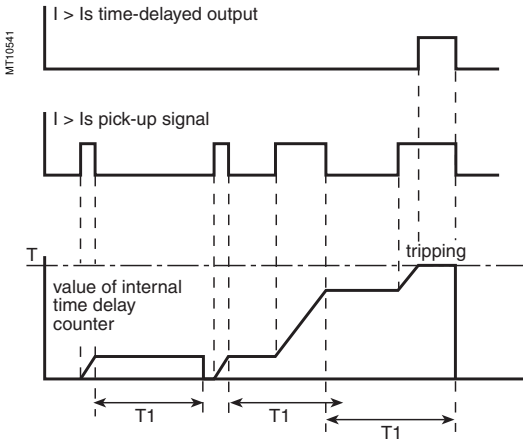 I > Is time-delayed output
MT10541
I > Is pick-up signal
T
tripping
value of internal
time delay
counter
T1
T1
T1